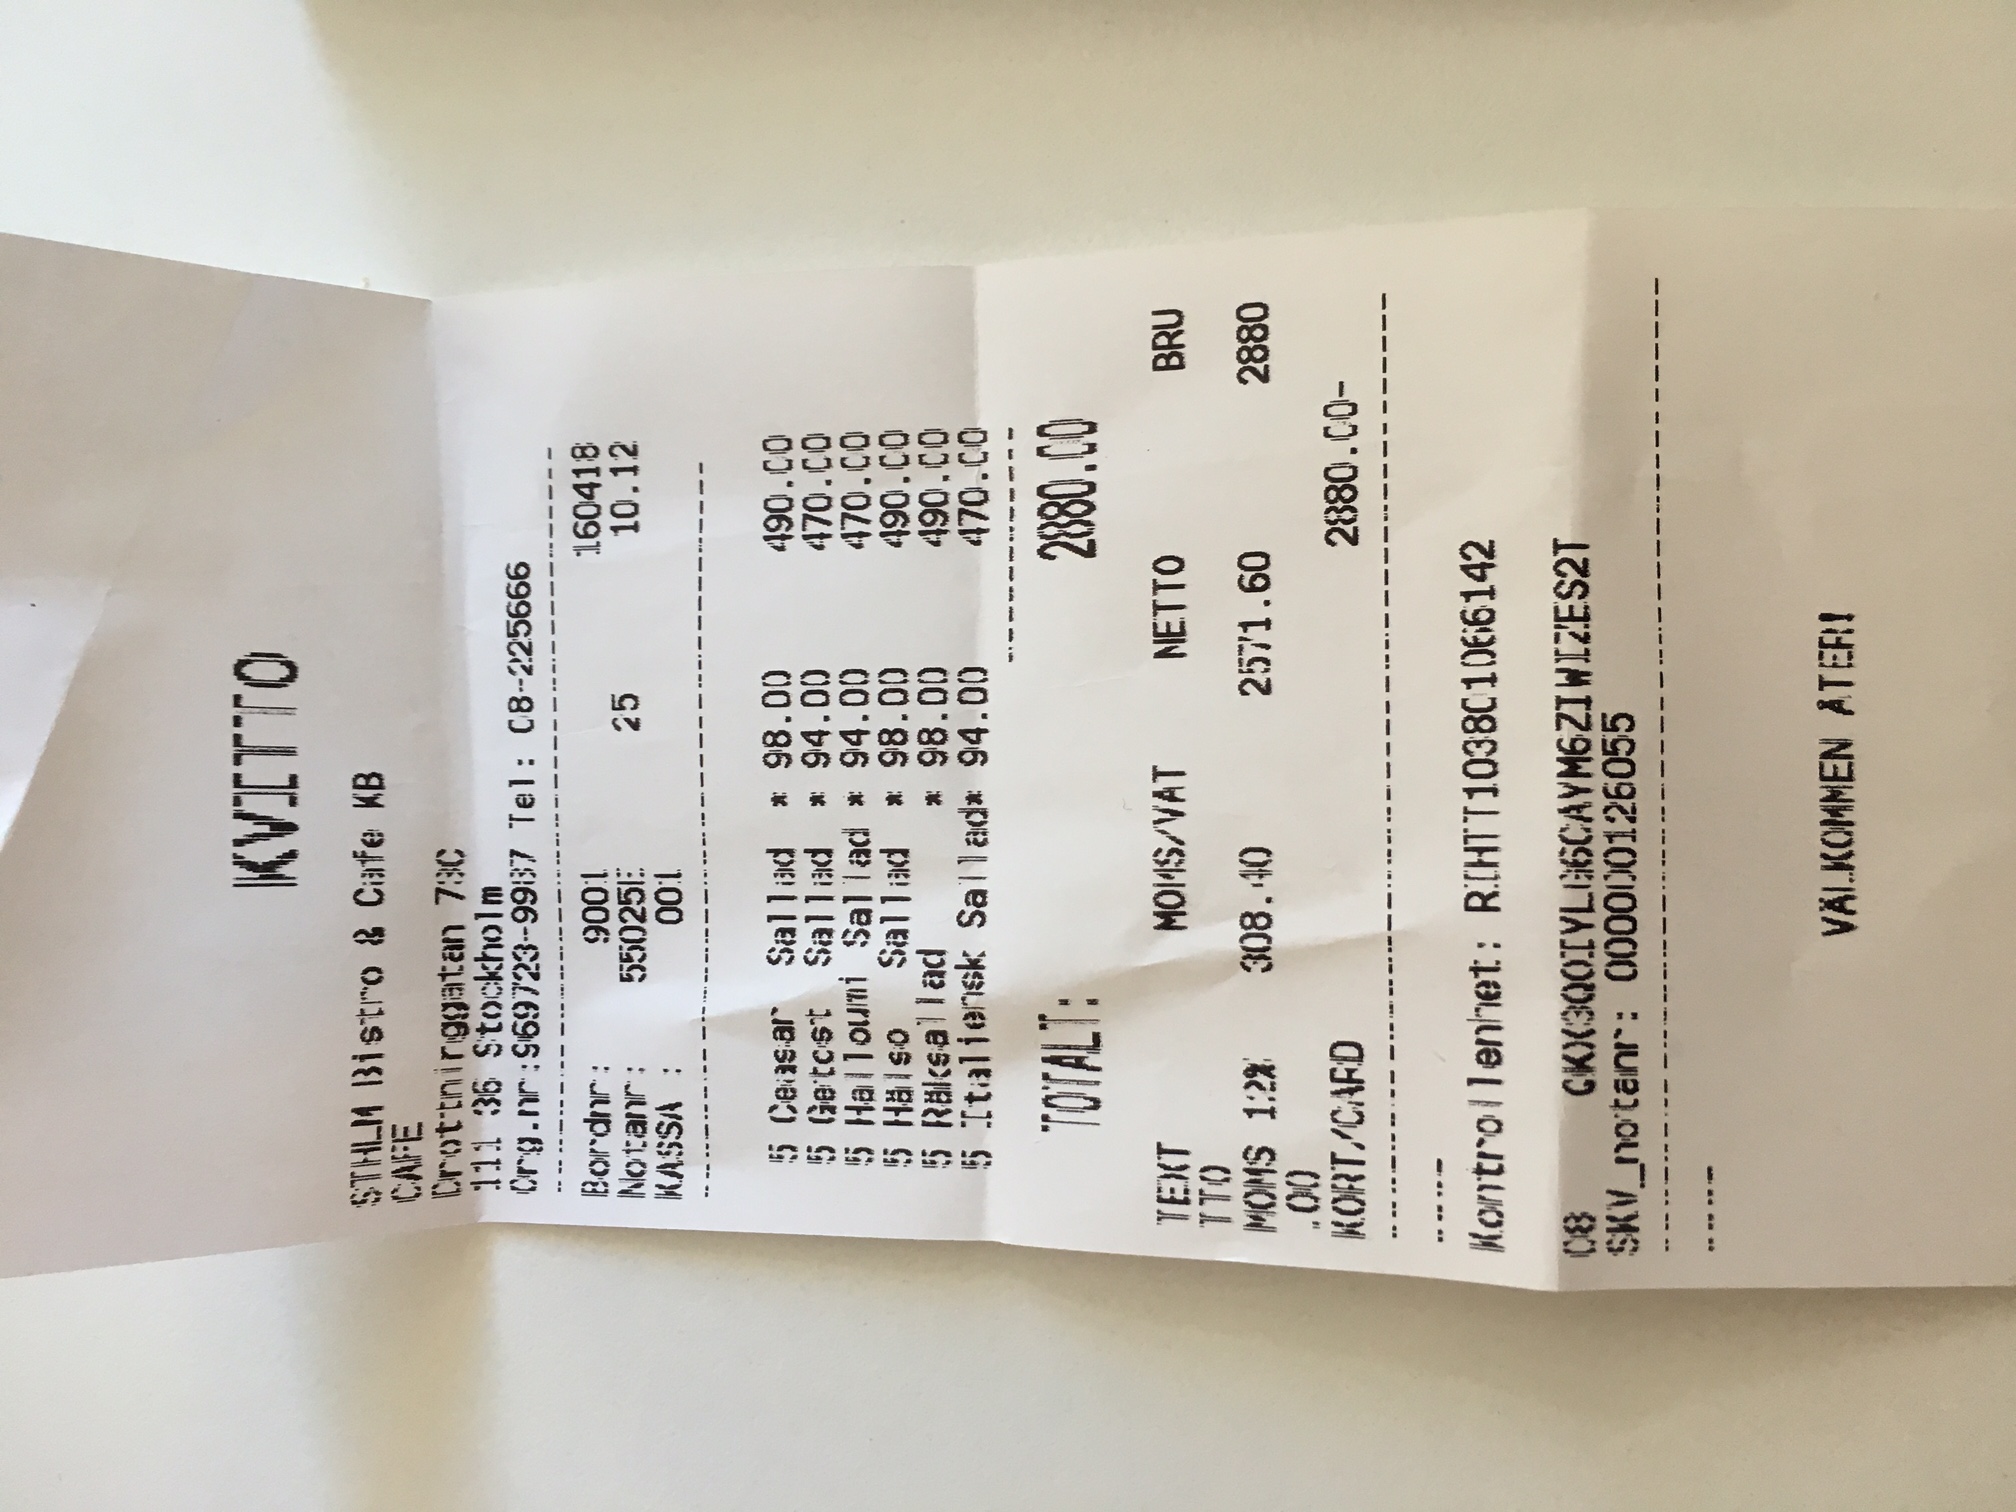 KVITTO
STHLM Bistro & Cafe KB
CAFE
Drottninggatan 73C
111 36 Stockholm
Org.nr:969723-9987 Tel: 08-225666
Bordnr: 9001 160418
Notanr: 25 10.12
KASSA : 001
5 Ceasar Sallad * 98.00 490.00
5 Getost Sallad * 94.00 470.00
5 Halloumi Sallad * 94.00 470.00
5 Hälso Sallad * 98.00 490.00
5 Räksallad * 98.00 490.00
5 Italiensk Sallad* 94.00 470.00
TOTALT: 2880.00
TEXT MOMS/VAT NETTO BRU
TTO
MOMS 12% 308.40 2571.60 2880
.00
KORT/CARD 2880.00-
Kontrollenhet: RIHTT103801066142
08
SKV_notanr: 000000126055
VÄLKOMMEN ÅTER!